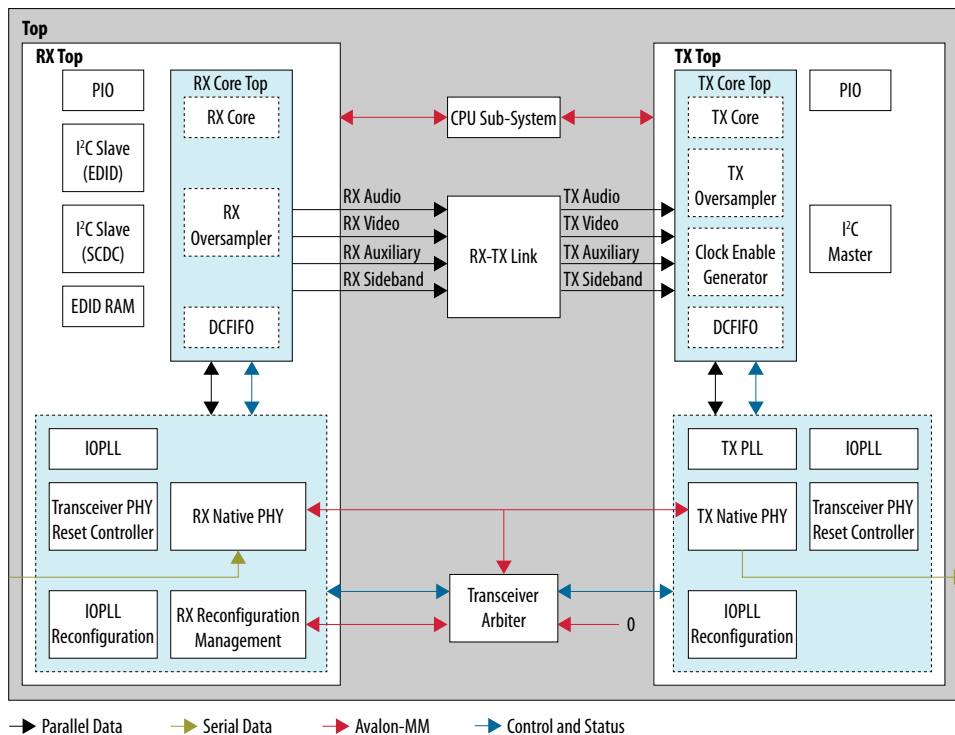 Top
RX Top
PIO
I²C Slave
(EDID)
I²C Slave
(SCDC)
EDID RAM
RX Core Top
RX Core
RX
Oversampler
DCFIFO
CPU Sub-System
RX Audio
RX Video
RX Auxiliary
RX Sideband
RX-TX Link
TX Audio
TX Video
TX Auxiliary
TX Sideband
TX Top
TX Core Top
TX Core
TX
Oversampler
Clock Enable
Generator
DCFIFO
PIO
I²C
Master
IOPLL
Transceiver PHY
Reset Controller
RX Native PHY
IOPLL
Reconfiguration
RX Reconfiguration
Management
Transceiver
Arbiter
0
TX PLL
IOPLL
TX Native PHY
Transceiver PHY
Reset Controller
IOPLL
Reconfiguration
Parallel Data
Serial Data
Avalon-MM
Control and Status